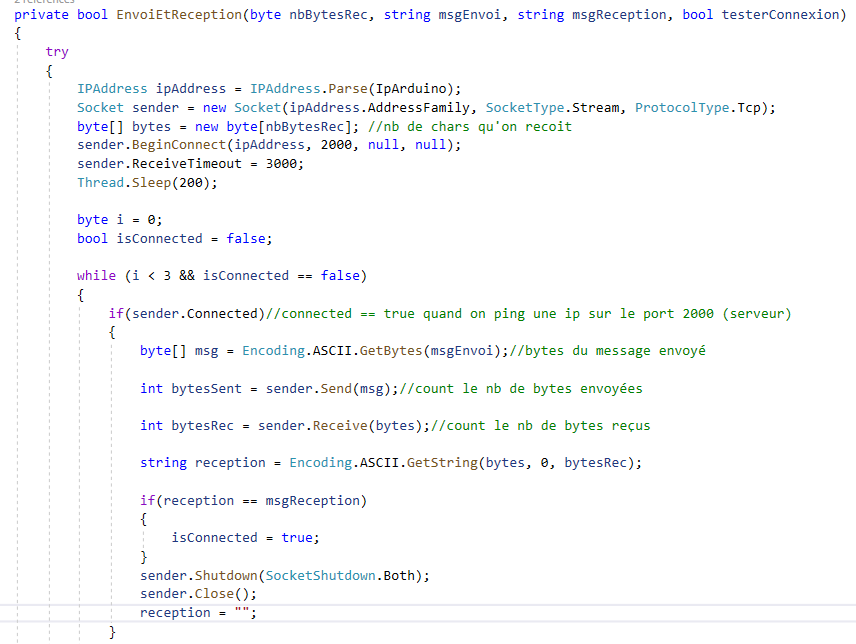 2 references
private bool EnvoiEtReception(byte nbBytesRec, string msgEnvoi, string msgReception, bool testerConnexion)
{
try
{
IPAddress ipAddress = IPAddress.Parse(IpArduino);
Socket sender = new Socket(ipAddress.AddressFamily, SocketType.Stream, ProtocolType.Tcp);
byte[] bytes = new byte[nbBytesRec]; //nb de chars qu'on recoit
sender.BeginConnect(ipAddress, 2000, null, null);
sender.ReceiveTimeout = 3000;
Thread.Sleep(200);
byte i = 0;
bool isConnected = false;
while (i < 3 && isConnected == false)
{
if(sender.Connected)//connected == true quand on ping une ip sur le port 2000 (serveur)
{
byte[] msg = Encoding.ASCII.GetBytes(msgEnvoi);//bytes du message envoyé
int bytesSent = sender.Send(msg);//count le nb de bytes envoyées
int bytesRec = sender.Receive(bytes);//count le nb de bytes reçus
string reception = Encoding.ASCII.GetString(bytes, 0, bytesRec);
if(reception == msgReception)
{
isConnected = true;
}
sender.Shutdown(SocketShutdown.Both);
sender.Close();
reception = "";
}